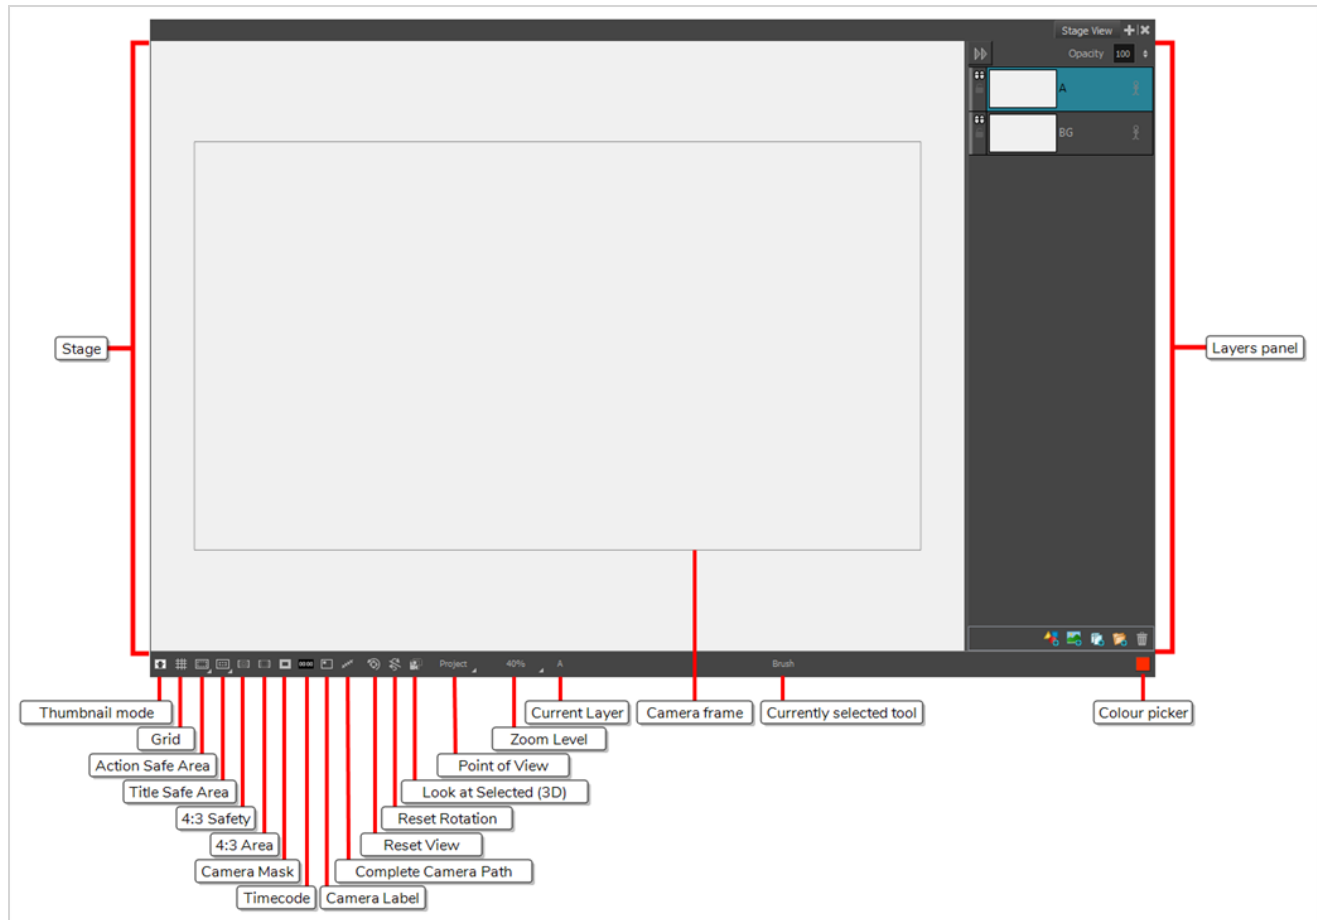 Stage View
Opacity 100
A
BG
Stage
Layers panel
00:00 Project 40% A Brush
Thumbnail mode
Current Layer
Camera frame
Currently selected tool
Colour picker
Grid
Zoom Level
Action Safe Area
Point of View
Title Safe Area
Look at Selected (3D)
4:3 Safety
Reset Rotation
4:3 Area
Reset View
Camera Mask
Complete Camera Path
Timecode
Camera Label